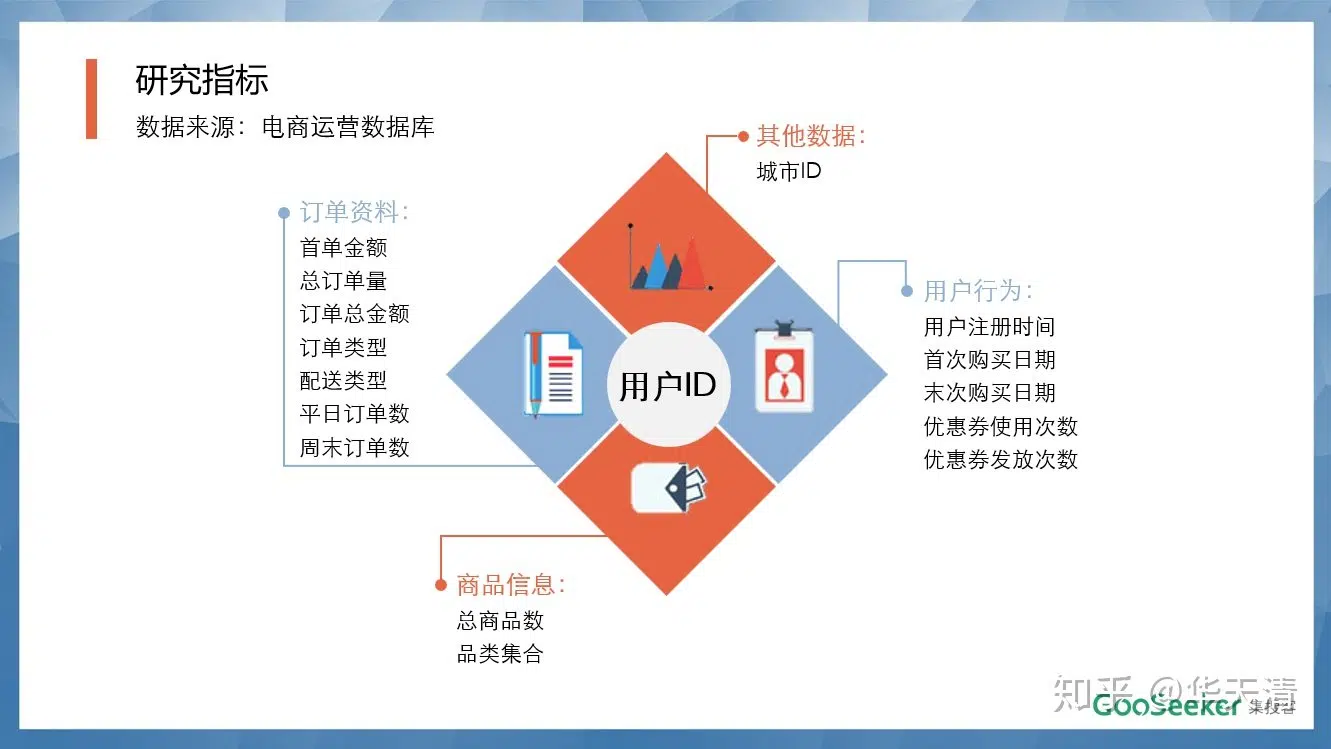 研究指标
数据来源：电商运营数据库
其他数据：
城市ID
订单资料：
首单金额
总订单量
订单总金额
订单类型
配送类型
平日订单数
周末订单数
用户行为：
用户注册时间
首次购买日期
末次购买日期
优惠券使用次数
优惠券发放次数
用户ID
商品信息：
总商品数
品类集合
知乎 @华天清
GooSeeker 集搜客